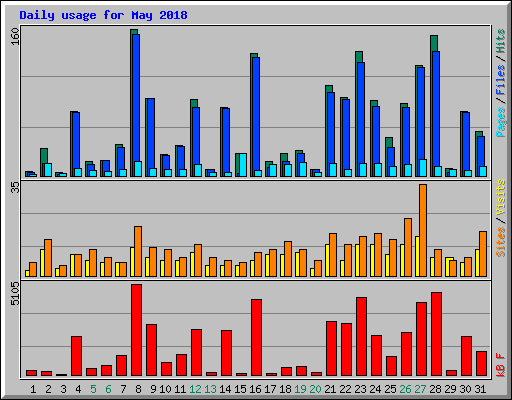 Daily usage for May 2018
160
Pages / Files / Hits
35
Sites / Visits
5105
kB F
1 2 3 4 5 6 7 8 9 10 11 12 13 14 15 16 17 18 19 20 21 22 23 24 25 26 27 28 29 30 31